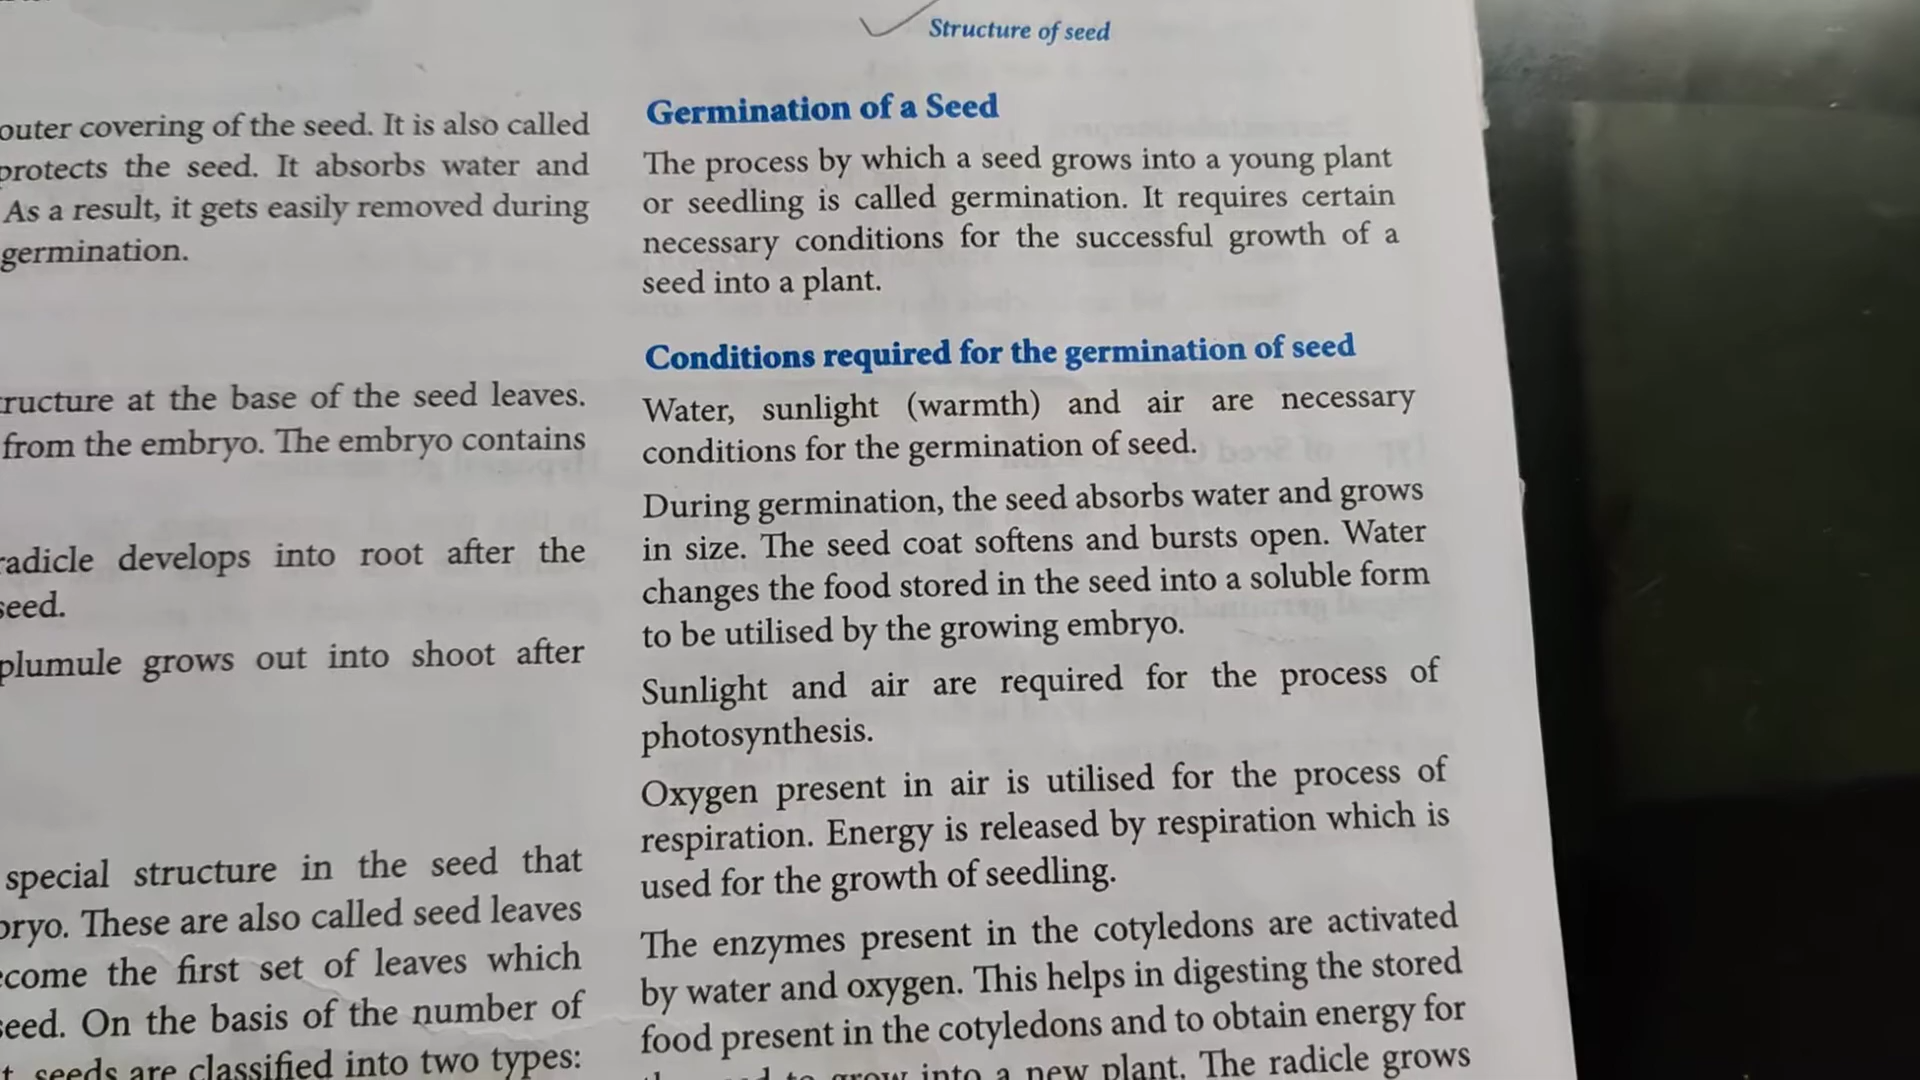 Structure of seed
outer covering of the seed. It is also called
protects the seed. It absorbs water and
As a result, it gets easily removed during
germination.
ructure at the base of the seed leaves.
from the embryo. The embryo contains
radicle develops into root after the
seed.
plumule grows out into shoot after
special structure in the seed that
bryo. These are also called seed leaves
ecome the first set of leaves which
seed. On the basis of the number of
t, seeds are classified into two types:
Germination of a Seed
The process by which a seed grows into a young plant
or seedling is called germination. It requires certain
necessary conditions for the successful growth of a
seed into a plant.
Conditions required for the germination of seed
Water, sunlight (warmth) and air are necessary
conditions for the germination of seed.
During germination, the seed absorbs water and grows
in size. The seed coat softens and bursts open. Water
changes the food stored in the seed into a soluble form
to be utilised by the growing embryo.
Sunlight and air are required for the process of
photosynthesis.
Oxygen present in air is utilised for the process of
respiration. Energy is released by respiration which is
used for the growth of seedling.
The enzymes present in the cotyledons are activated
by water and oxygen. This helps in digesting the stored
food present in the cotyledons and to obtain energy for
to grow into a new plant. The radicle grows